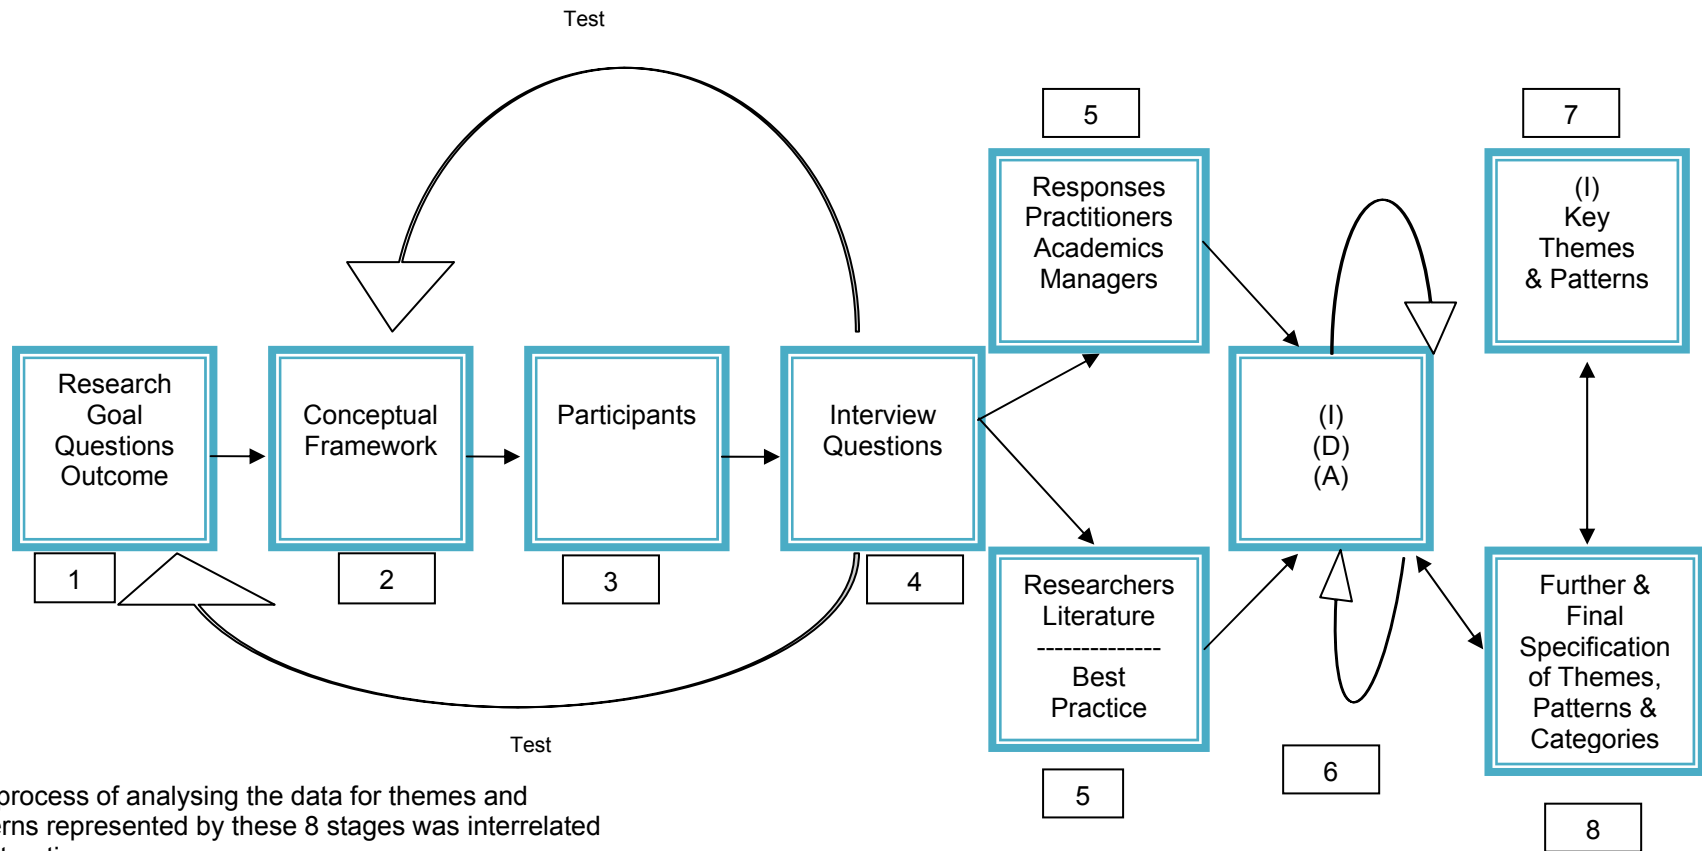 Test
5
7
Responses
Practitioners
Academics
Managers
(I)
Key
Themes
& Patterns
Research
Goal
Questions
Outcome
Conceptual
Framework
Participants
Interview
Questions
(I)
(D)
(A)
1
2
3
4
Researchers
Literature
--------------
Best
Practice
Further &
Final
Specification
of Themes,
Patterns &
Categories
Test
6
5
8
process of analysing the data for themes and
erns represented by these 8 stages was interrelated